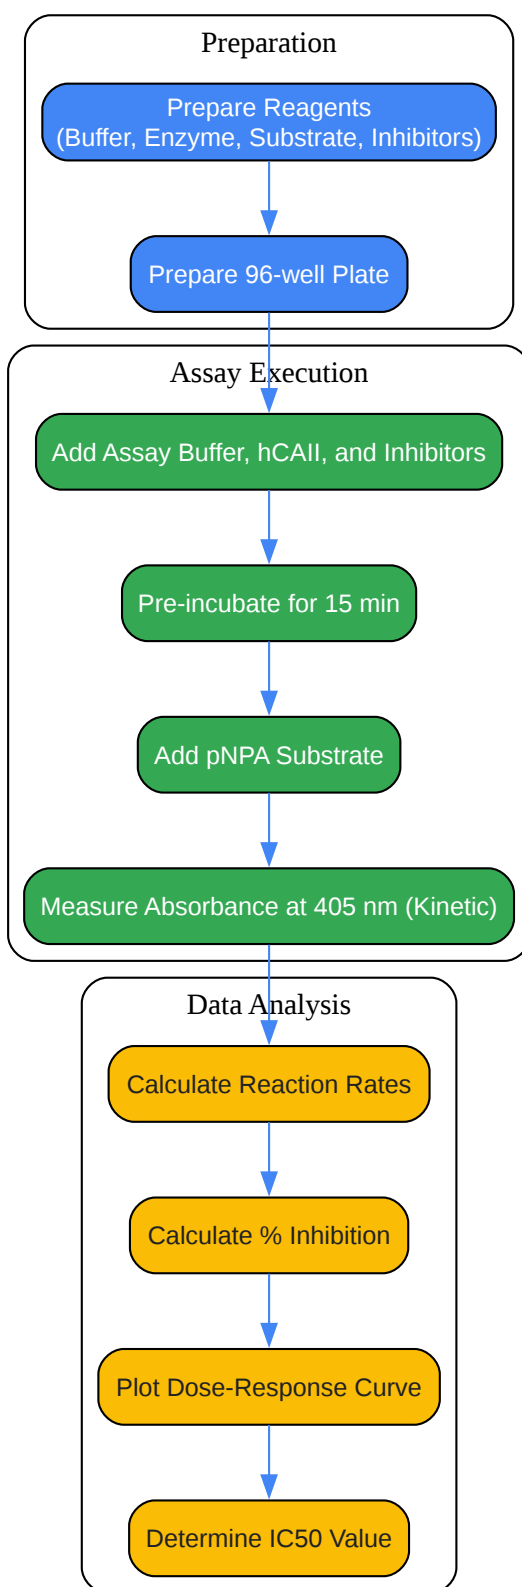 Preparation
Prepare Reagents
(Buffer, Enzyme, Substrate, Inhibitors)
Prepare 96-well Plate
Assay Execution
Add Assay Buffer, hCAII, and Inhibitors
Pre-incubate for 15 min
Add pNPA Substrate
Measure Absorbance at 405 nm (Kinetic)
Data Analysis
Calculate Reaction Rates
Calculate % Inhibition
Plot Dose-Response Curve
Determine IC50 Value